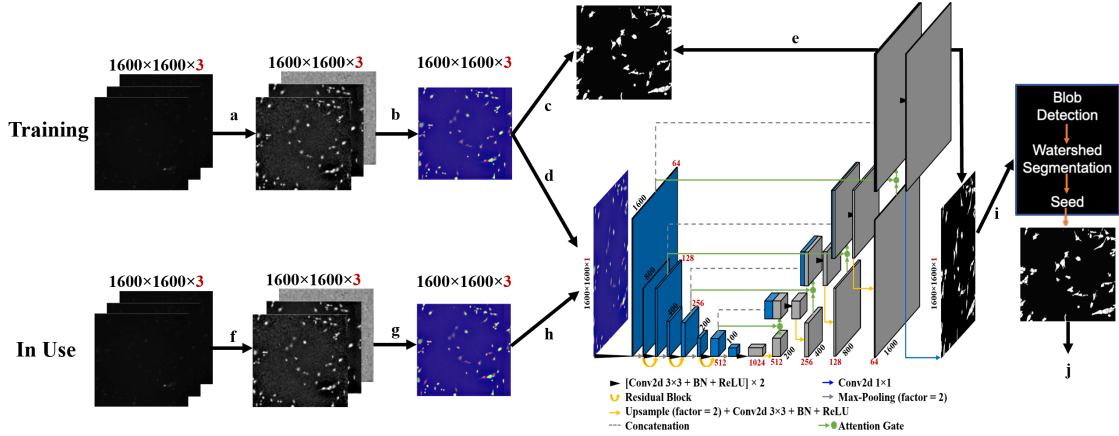 1600×1600×3
1600×1600×3
1600×1600×3
Training
a
b
c
d
e
1600×1600×3
1600×1600×3
1600×1600×3
In Use
f
g
h
1600×1600×1
1600
64
800
128
400
256
200
512
100
1024
512
200
256
400
128
800
64
1600
1600×1600×1
i
Blob
Detection
Watershed
Segmentation
Seed
j
[Conv2d 3×3 + BN + ReLU] × 2
Residual Block
Upsample (factor = 2) + Conv2d 3×3 + BN + ReLU
Concatenation
Conv2d 1×1
Max-Pooling (factor = 2)
Attention Gate